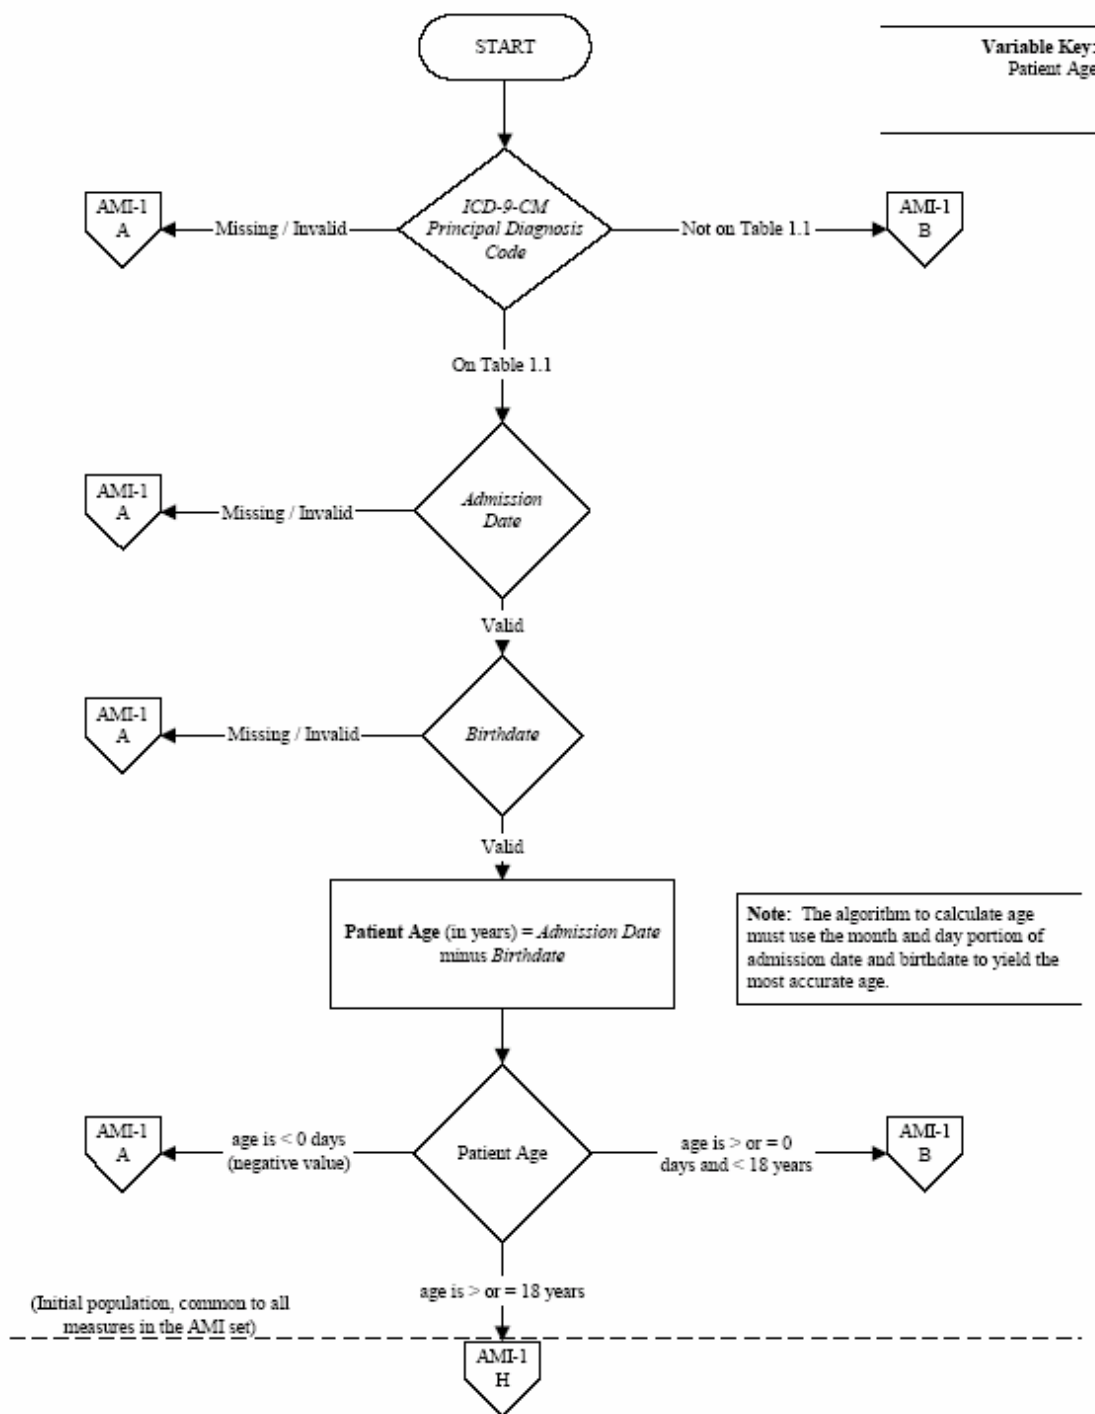 START
Variable Key:
Patient Age
ICD-9-CM
Principal Diagnosis
Code
AMI-1
A
Missing / Invalid
Not on Table 1.1
AMI-1
B
On Table 1.1
Admission
Date
AMI-1
A
Missing / Invalid
Valid
Birthdate
AMI-1
A
Missing / Invalid
Valid
Patient Age (in years) = Admission Date
minus Birthdate
Note: The algorithm to calculate age
must use the month and day portion of
admission date and birthdate to yield the
most accurate age.
AMI-1
A
age is < 0 days
(negative value)
Patient Age
age is > or = 0
days and < 18 years
AMI-1
B
age is > or = 18 years
(Initial population, common to all
measures in the AMI set)
AMI-1
H